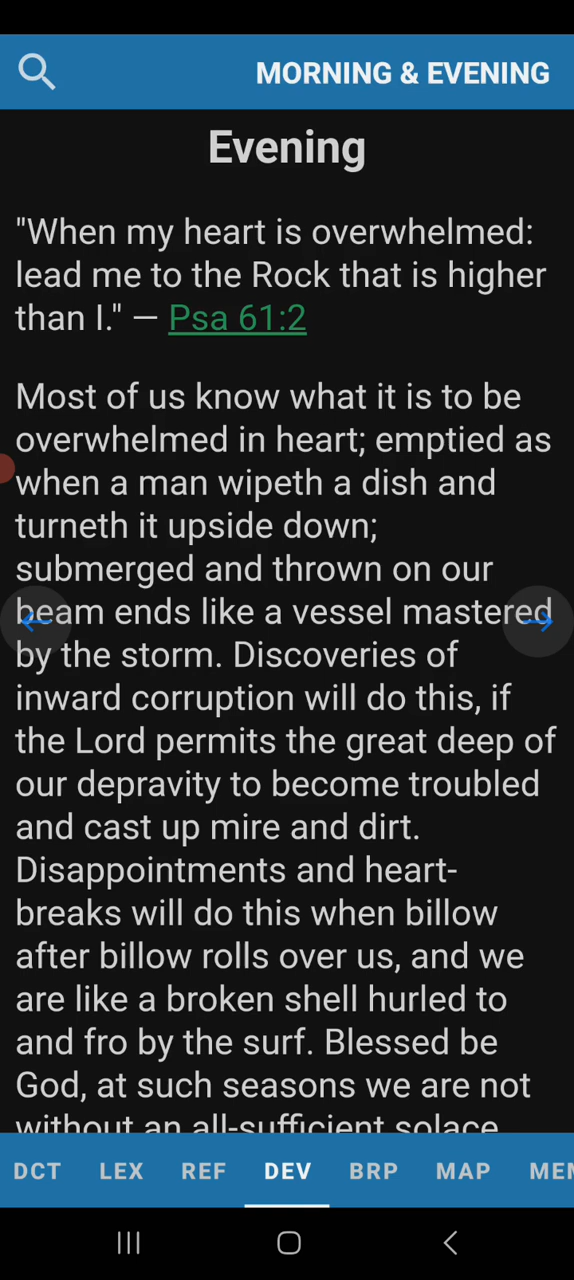 MORNING & EVENING
Evening
"When my heart is overwhelmed:
lead me to the Rock that is higher
than I." — Psa 61:2
Most of us know what it is to be
overwhelmed in heart; emptied as
when a man wipeth a dish and
turneth it upside down;
submerged and thrown on our
beam ends like a vessel mastered
by the storm. Discoveries of
inward corruption will do this, if
the Lord permits the great deep of
our depravity to become troubled
and cast up mire and dirt.
Disappointments and heart-
breaks will do this when billow
after billow rolls over us, and we
are like a broken shell hurled to
and fro by the surf. Blessed be
God, at such seasons we are not
without an all-sufficient solace
DCT LEX REF DEV BRP MAP MEM